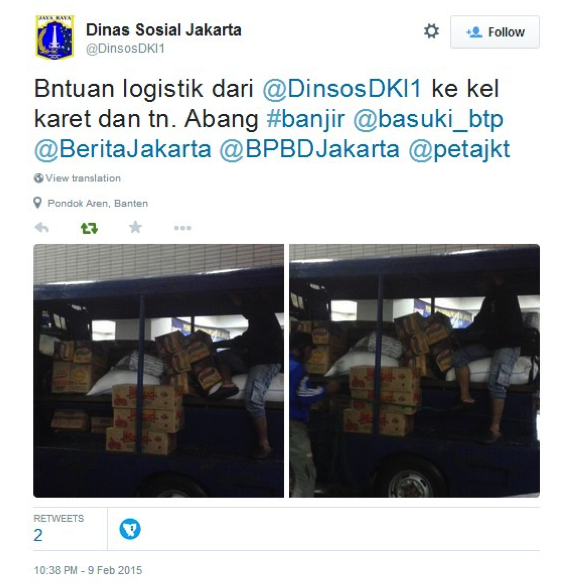 JAYA RAYA
Dinas Sosial Jakarta
@DinsosDKI1
Follow
Bntuan logistik dari @DinsosDKI1 ke kel
karet dan tn. Abang #banjir @basuki_btp
@BeritaJakarta @BPBDJakarta @petajkt
View translation
Pondok Aren, Banten
RETWEETS
2
10:38 PM - 9 Feb 2015